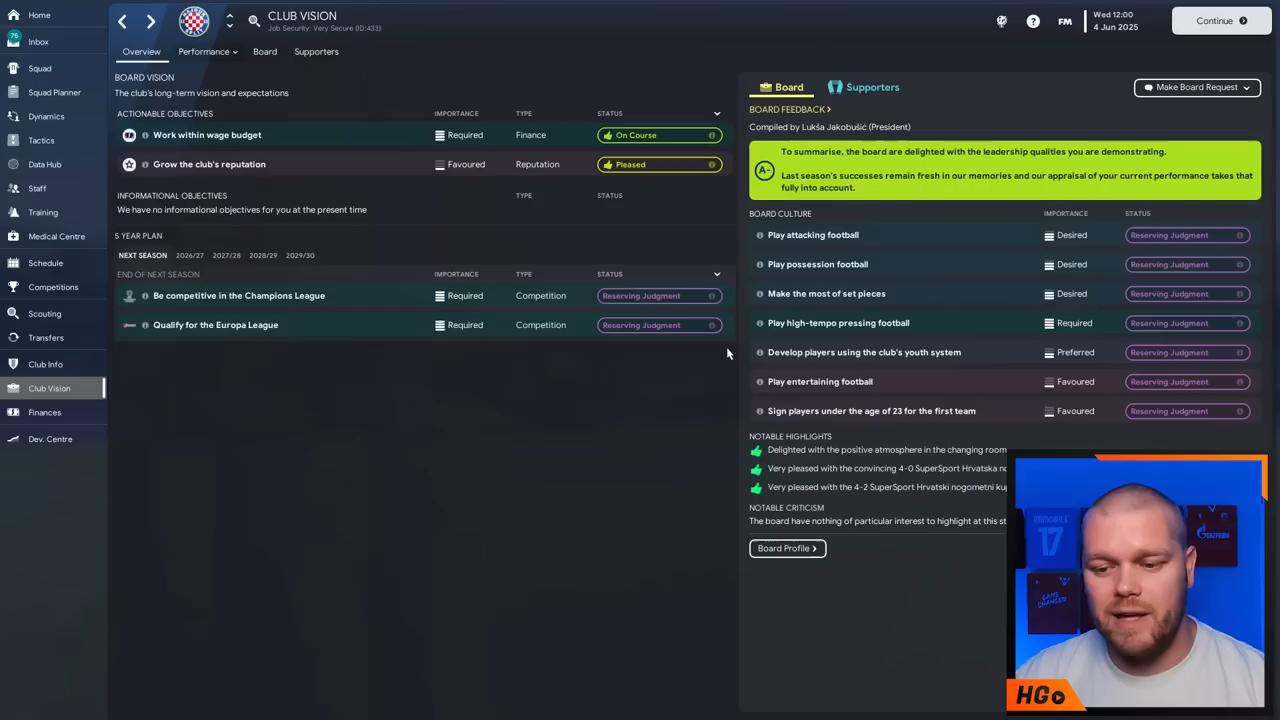 Home
Inbox
75
Squad
Squad Planner
Dynamics
Tactics
Data Hub
Staff
Training
Medical Centre
Schedule
Competitions
Scouting
Transfers
Club Info
Club Vision
Finances
Dev. Centre
CLUB VISION
Job Security: Very Secure (ID:433)
FM
Wed 12:00
4 Jun 2025
Continue
Overview
Performance
Board
Supporters
BOARD VISION
The club's long-term vision and expectations
ACTIONABLE OBJECTIVES IMPORTANCE TYPE STATUS
Work within wage budget Required Finance On Course
Grow the club's reputation Favoured Reputation Pleased
INFORMATIONAL OBJECTIVES TYPE STATUS
We have no informational objectives for you at the present time
5 YEAR PLAN
NEXT SEASON 2026/27 2027/28 2028/29 2029/30
END OF NEXT SEASON IMPORTANCE TYPE STATUS
Be competitive in the Champions League Required Competition Reserving Judgment
Qualify for the Europa League Required Competition Reserving Judgment
Board
Supporters
Make Board Request
BOARD FEEDBACK >
Compiled by Lukša Jakobušić (President)
A-
To summarise, the board are delighted with the leadership qualities you are demonstrating.
Last season's successes remain fresh in our memories and our appraisal of your current performance takes that
fully into account.
BOARD CULTURE IMPORTANCE STATUS
Play attacking football Desired Reserving Judgment
Play possession football Desired Reserving Judgment
Make the most of set pieces Desired Reserving Judgment
Play high-tempo pressing football Required Reserving Judgment
Develop players using the club's youth system Preferred Reserving Judgment
Play entertaining football Favoured Reserving Judgment
Sign players under the age of 23 for the first team Favoured Reserving Judgment
NOTABLE HIGHLIGHTS
Delighted with the positive atmosphere in the changing room
Very pleased with the convincing 4-0 SuperSport Hrvatska no
Very pleased with the 4-2 SuperSport Hrvatski nogometni kup
NOTABLE CRITICISM
The board have nothing of particular interest to highlight at this st
Board Profile >
IMMOBILE
17
GAZPROM
GAME
CHANGER
HG